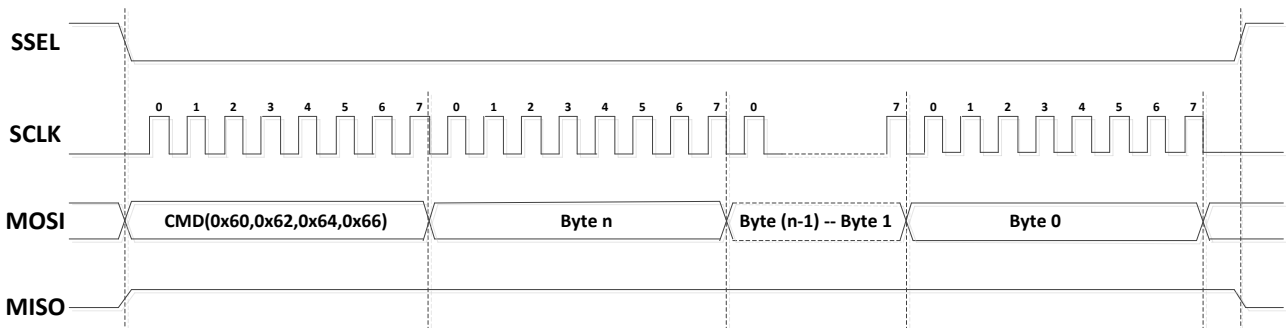 SSEL
0 1 2 3 4 5 6 7 0 1 2 3 4 5 6 7 0 7 0 1 2 3 4 5 6 7
SCLK
MOSI CMD(0x60,0x62,0x64,0x66) Byte n Byte (n-1) -- Byte 1 Byte 0
MISO